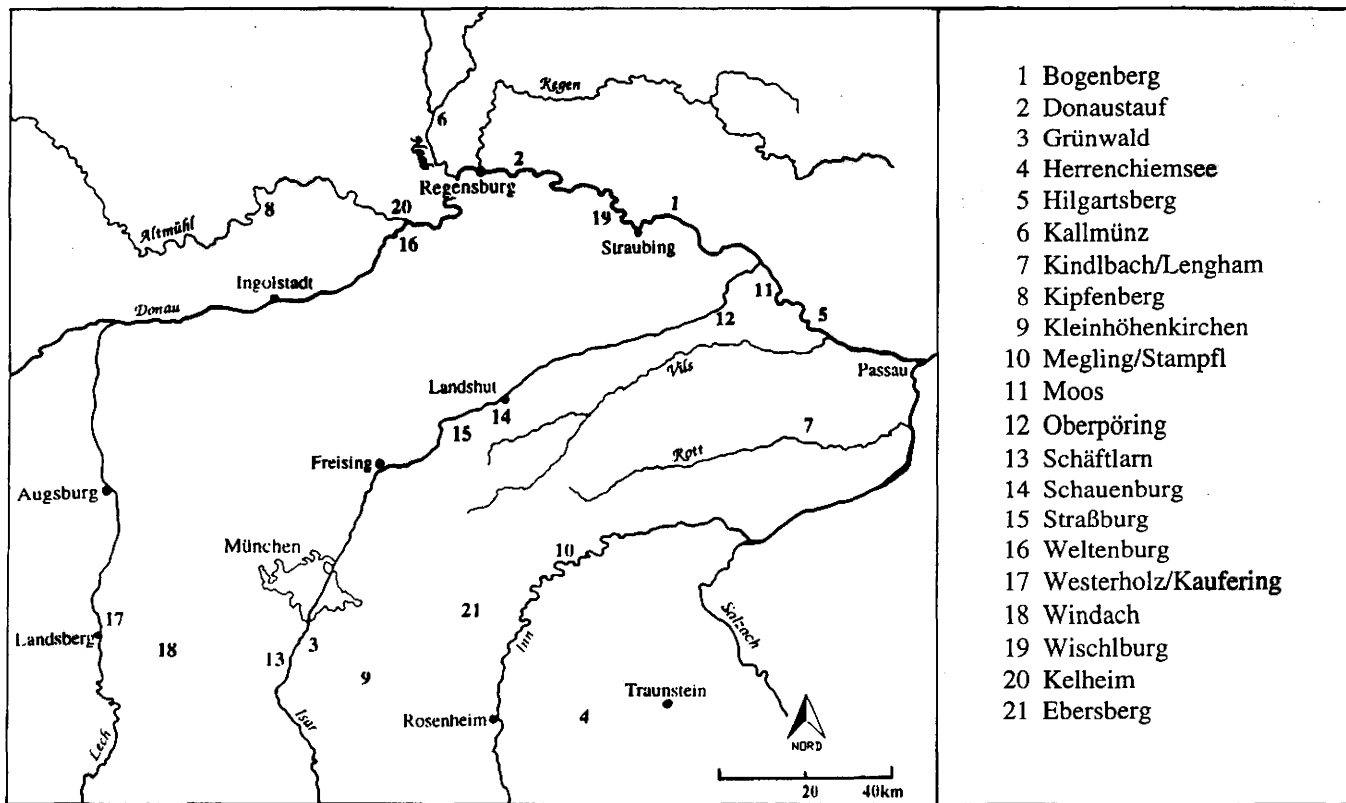 Regen
6
2
Regensburg
20
19
1
8
Altmühl
16
Straubing
Ingolstadt
11
Donau
12
5
Vils
Passau
Landshut
14
15
7
Rott
Freising
Augsburg
München
10
17
21
Landsberg
18
13
3
Inn
Salzach
9
Traunstein
Rosenheim
4
Isar
Lech
NORD
20 40km
1 Bogenberg
2 Donaustauf
3 Grünwald
4 Herrenchiemsee
5 Hilgartsberg
6 Kallmünz
7 Kindlbach/Lengham
8 Kipfenberg
9 Kleinhöhenkirchen
10 Megling/Stampfl
11 Moos
12 Oberpöring
13 Schäftlarn
14 Schauenburg
15 Straßburg
16 Weltenburg
17 Westerholz/Kaufering
18 Windach
19 Wischlburg
20 Kelheim
21 Ebersberg